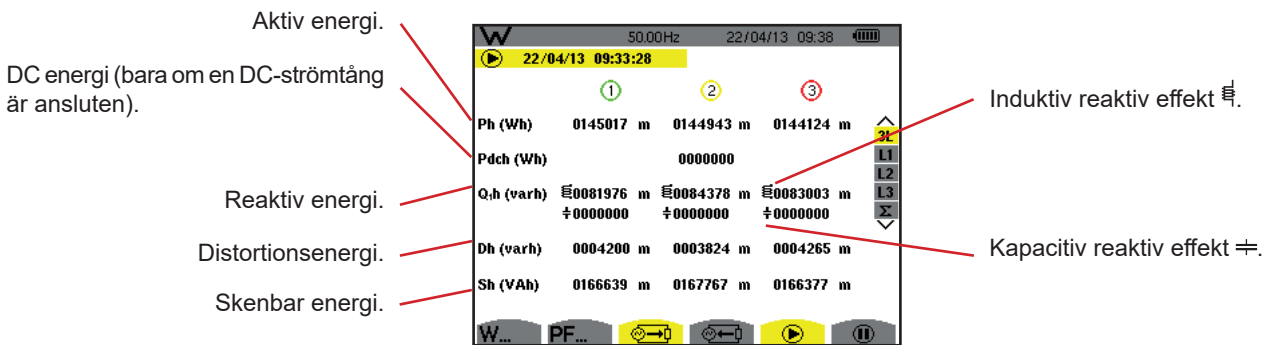 Aktiv energi.
DC energi (bara om en DC-strömtång
är ansluten).
Reaktiv energi.
Distortionsenergi.
Skenbar energi.
W 50.00Hz 22/04/13 09:38
22/04/13 09:33:28
1 2 3
Ph (Wh) 0145017 m 0144943 m 0144124 m
Pdch (Wh) 0000000
Q₁h (varh) 0081976 m 0084378 m 0083003 m
0000000 0000000 0000000
Dh (varh) 0004200 m 0003824 m 0004265 m
Sh (VAh) 0166639 m 0167767 m 0166377 m
3L
L1
L2
L3
Σ
W... PF...
Induktiv reaktiv effekt .
Kapacitiv reaktiv effekt .